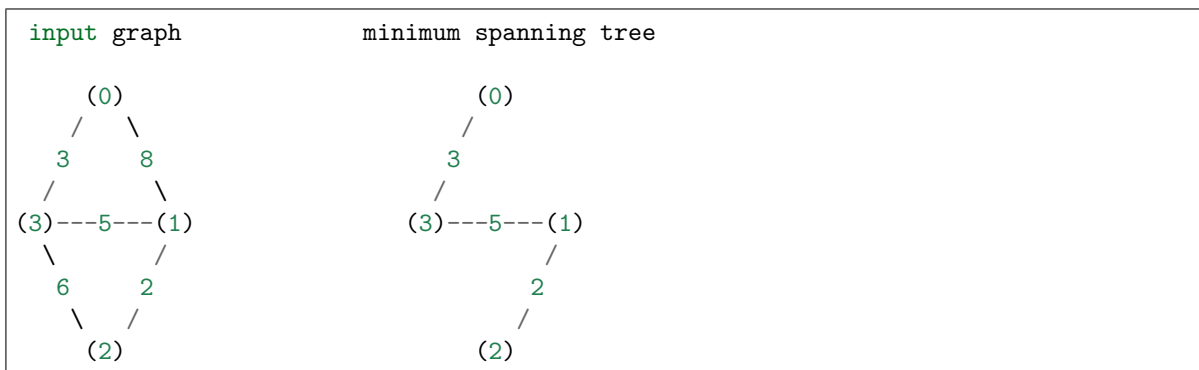 input graph             minimum spanning tree
     (0)                         (0)
    /   \                       /
   3     8                     3
  /       \                   /
(3)---5---(1)               (3)---5---(1)
  \       /                           /
   6     2                           2
    \   /                           /
     (2)                         (2)